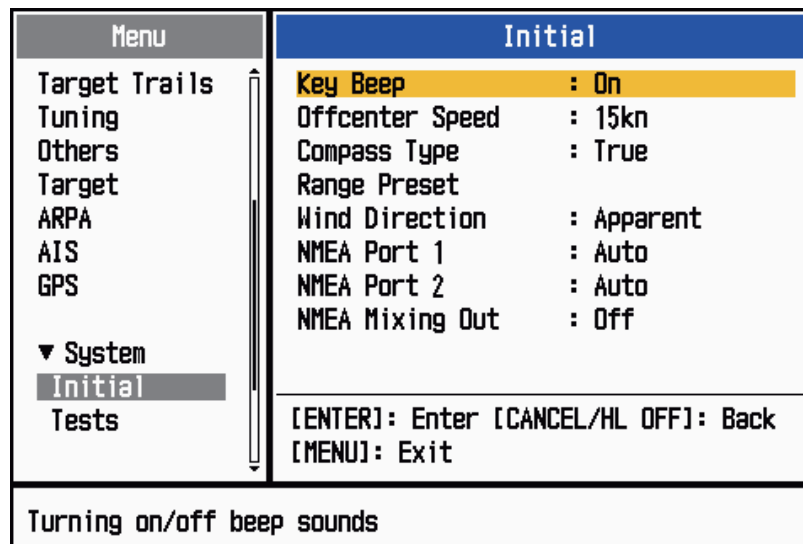 Menu
Target Trails
Tuning
Others
Target
ARPA
AIS
GPS
▼ System
Initial
Tests
Initial
Key Beep : On
Offcenter Speed : 15kn
Compass Type : True
Range Preset
Wind Direction : Apparent
NMEA Port 1 : Auto
NMEA Port 2 : Auto
NMEA Mixing Out : Off
[ENTER]: Enter [CANCEL/HL OFF]: Back
[MENU]: Exit
Turning on/off beep sounds